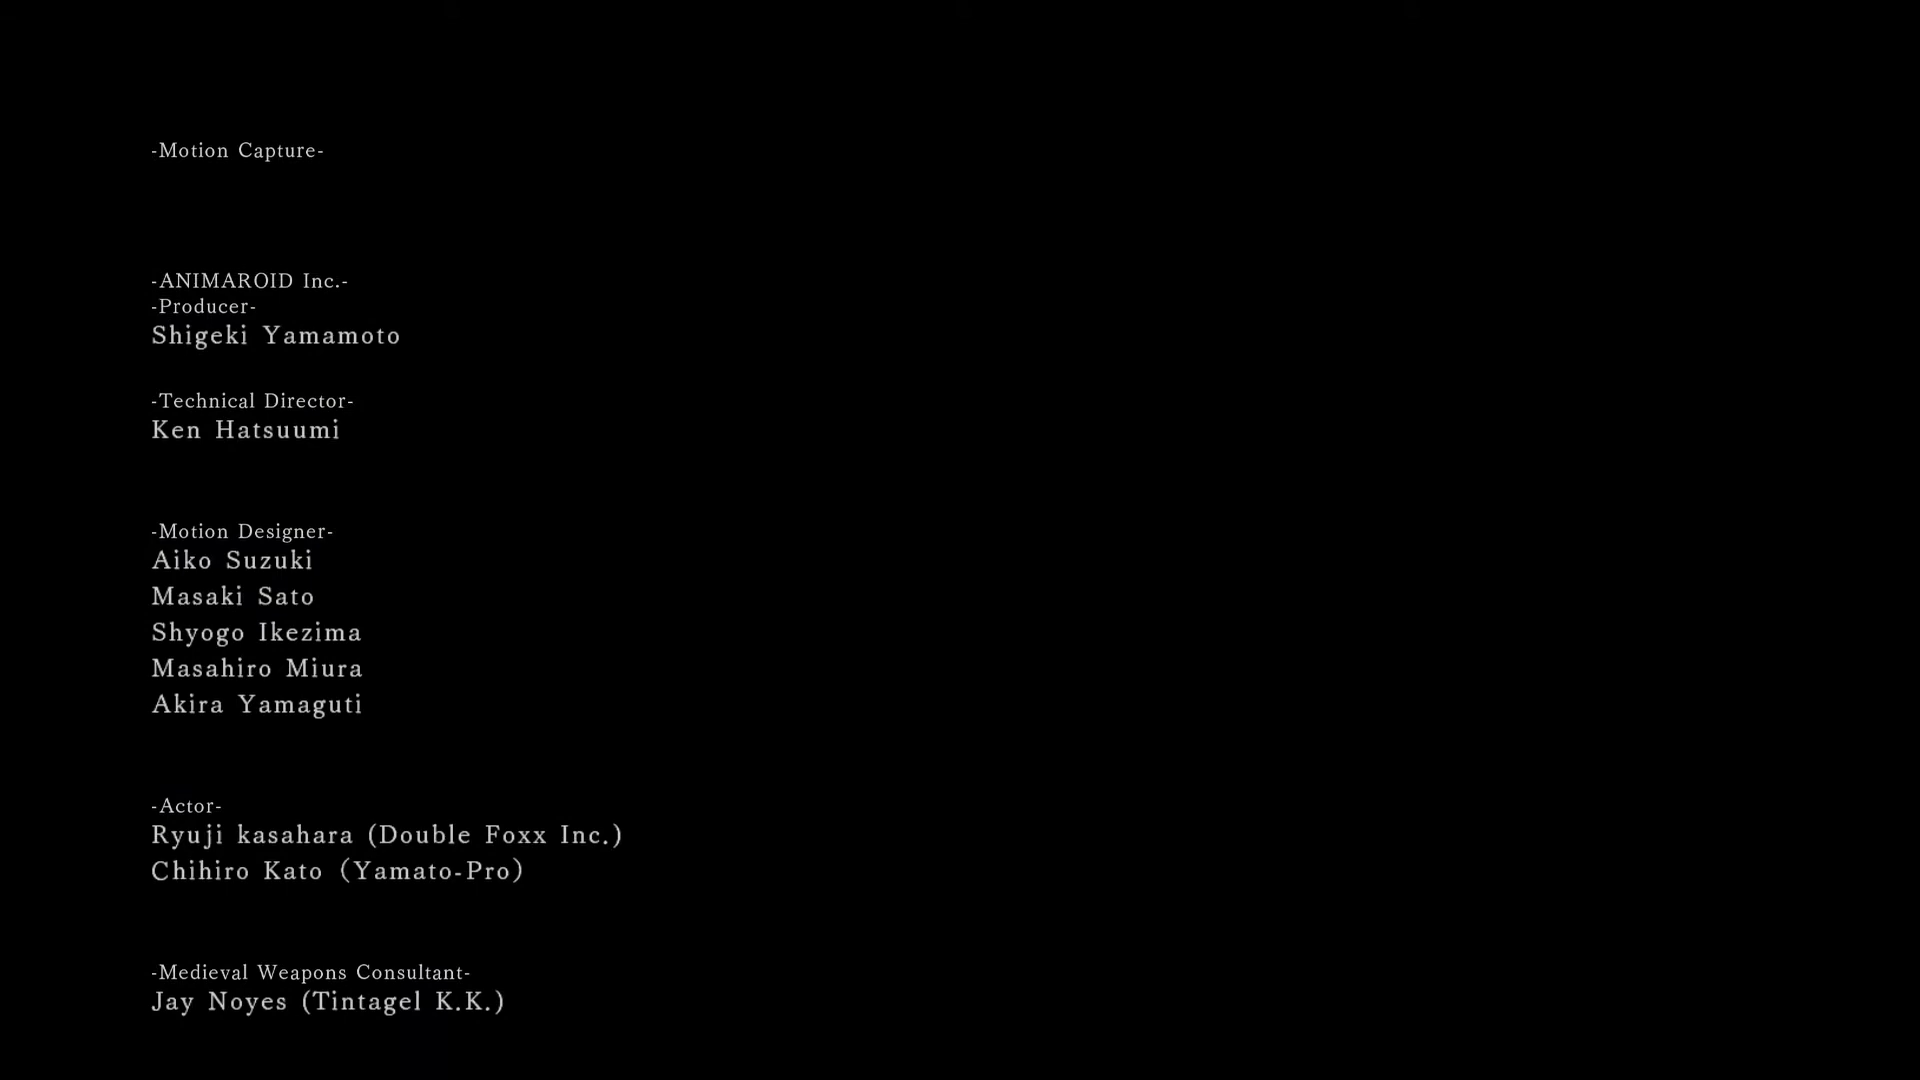 -Motion Capture-
-ANIMAROID Inc.-
-Producer-
Shigeki Yamamoto
-Technical Director-
Ken Hatsuumi
-Motion Designer-
Aiko Suzuki
Masaki Sato
Shyogo Ikezima
Masahiro Miura
Akira Yamaguti
-Actor-
Ryuji kasahara (Double Foxx Inc.)
Chihiro Kato (Yamato-Pro)
-Medieval Weapons Consultant-
Jay Noyes (Tintagel K.K.)